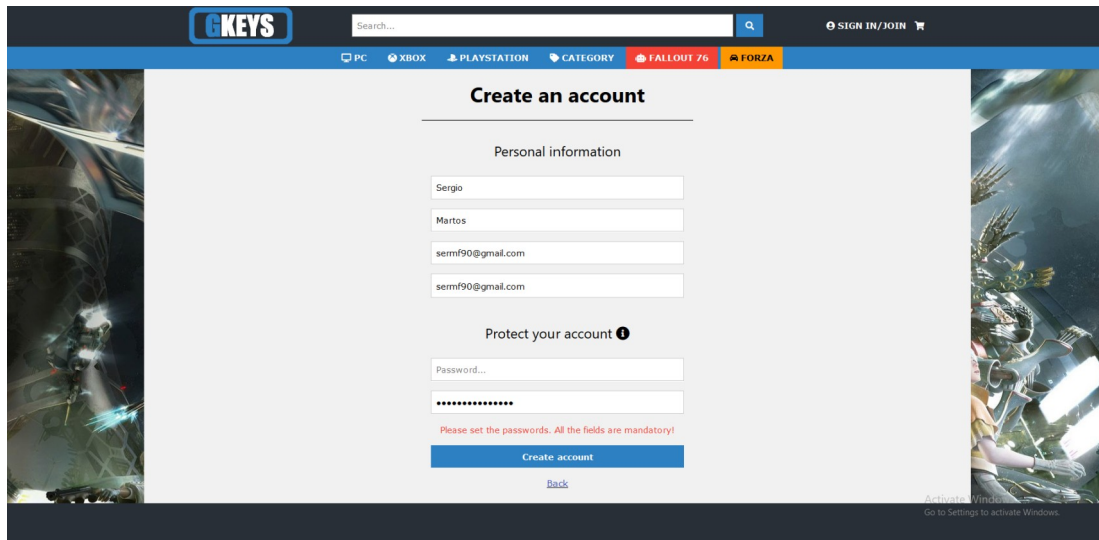 GKEYS
Search...
SIGN IN/JOIN
PC XBOX PLAYSTATION CATEGORY FALLOUT 76 FORZA
Create an account
Personal information
Sergio
Martos
sermf90@gmail.com
sermf90@gmail.com
Protect your account
Password...
Please set the passwords. All the fields are mandatory!
Create account
Back
Activate Windows
Go to Settings to activate Windows.